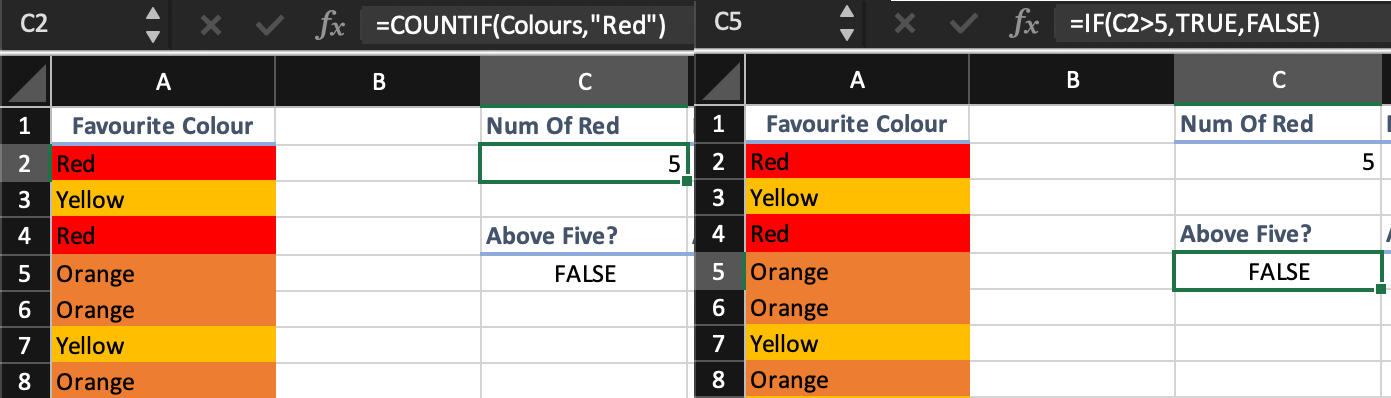 C2 fx =COUNTIF(Colours,"Red")
A B C
1 Favourite Colour Num Of Red
2 Red 5
3 Yellow
4 Red Above Five?
5 Orange FALSE
6 Orange
7 Yellow
8 Orange
C5 fx =IF(C2>5,TRUE,FALSE)
A B C
1 Favourite Colour Num Of Red
2 Red 5
3 Yellow
4 Red Above Five?
5 Orange FALSE
6 Orange
7 Yellow
8 Orange